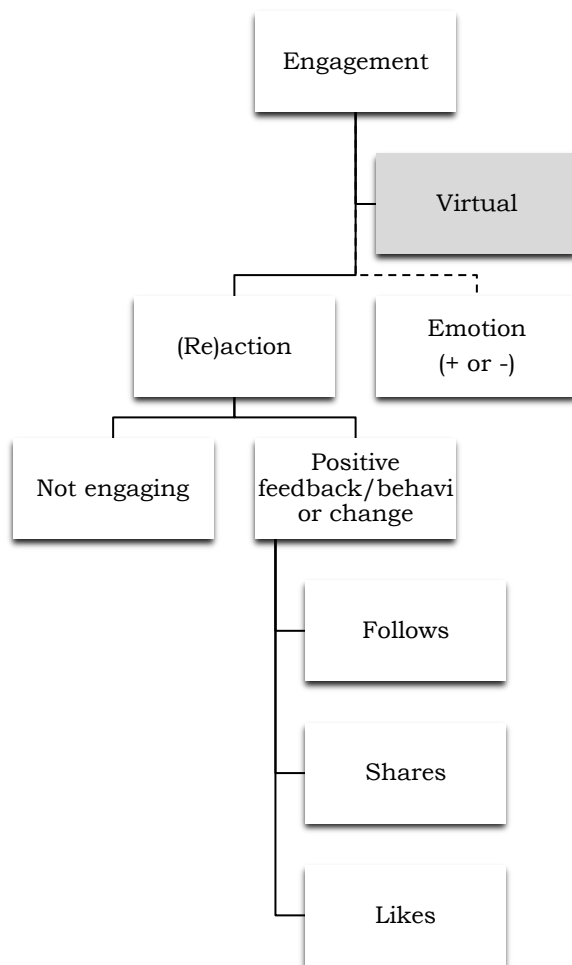 Engagement
Virtual
(Re)action
Emotion
(+ or -)
Not engaging
Positive
feedback/behavi
or change
Follows
Shares
Likes